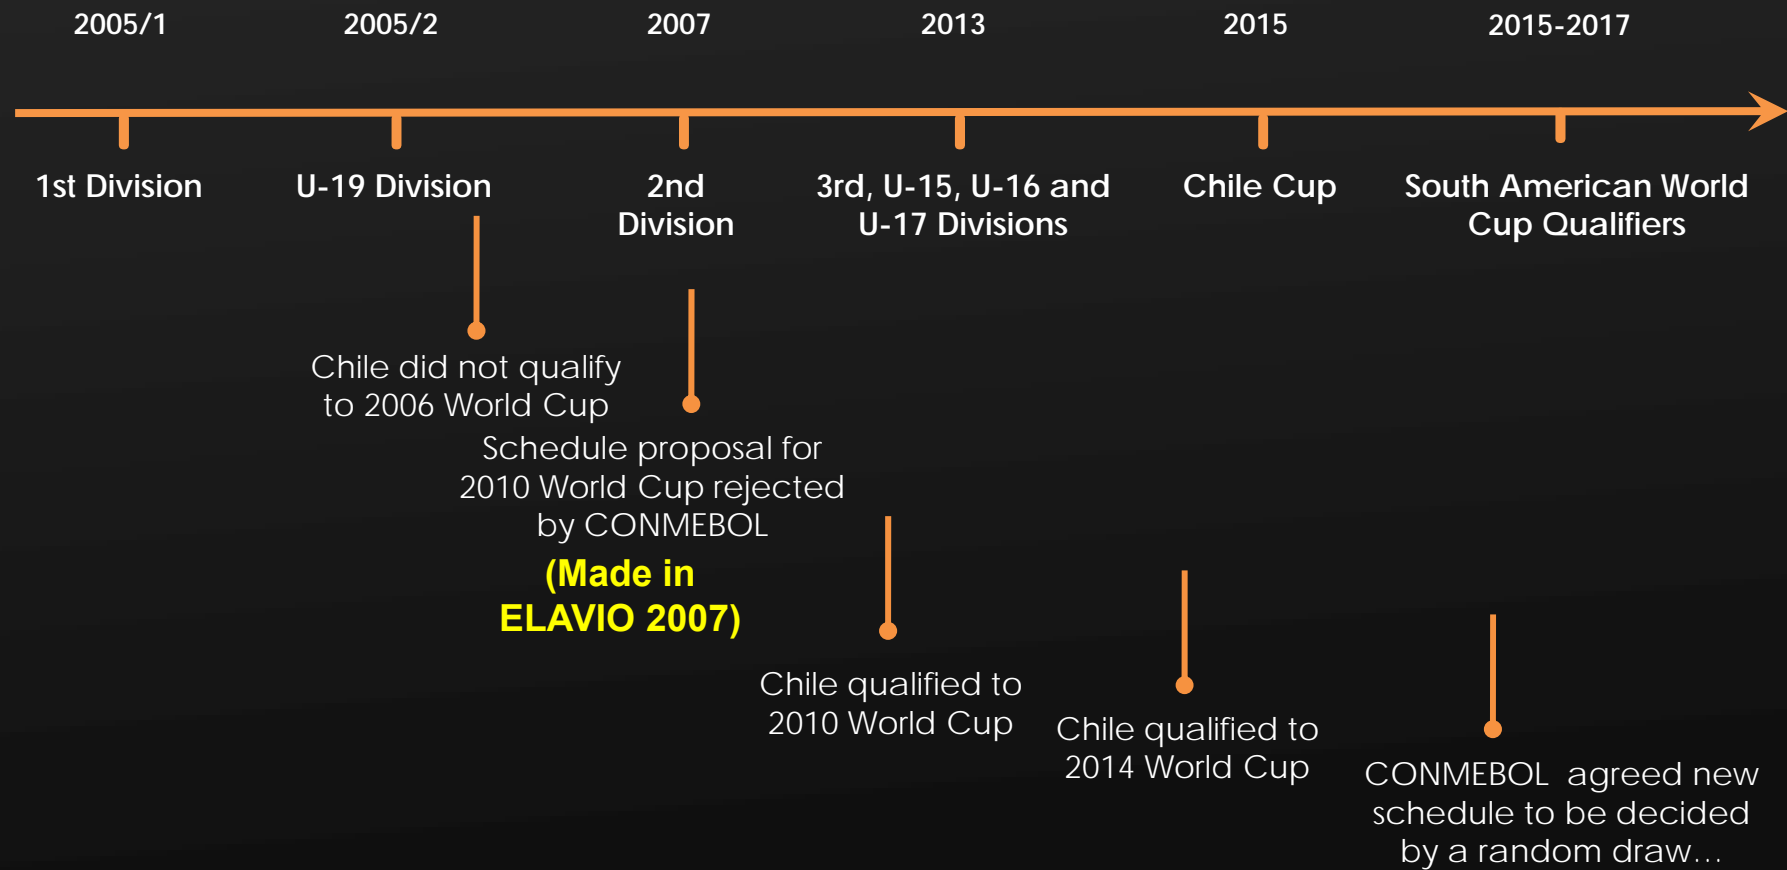 2005/1
2005/2
2007
2013
2015
2015-2017
1st Division
U-19 Division
2nd
Division
3rd, U-15, U-16 and
U-17 Divisions
Chile Cup
South American World
Cup Qualifiers
Chile did not qualify
to 2006 World Cup
Schedule proposal for
2010 World Cup rejected
by CONMEBOL
(Made in
ELAVIO 2007)
Chile qualified to
2010 World Cup
Chile qualified to
2014 World Cup
CONMEBOL agreed new
schedule to be decided
by a random draw…